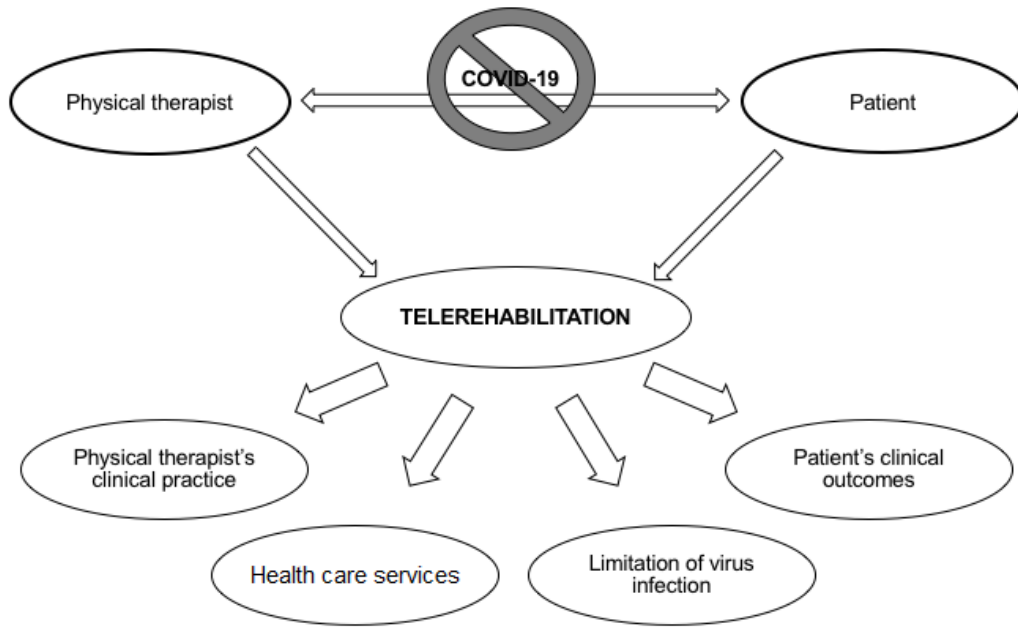 COVID-19
Physical therapist
Patient
TELEREHABILITATION
Physical therapist's
clinical practice
Patient's clinical
outcomes
Health care services
Limitation of virus
infection